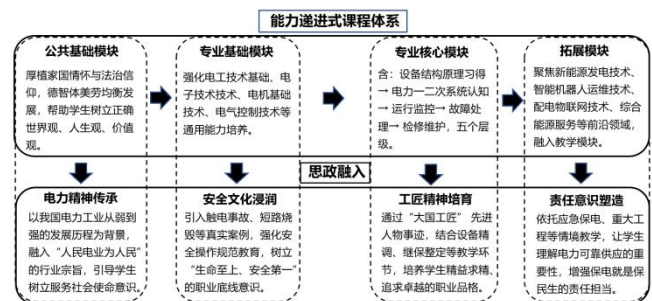 能力递进式课程体系
公共基础模块
厚植家国情怀与法治信
仰，德智体美劳均衡发
展，帮助学生树立正确
世界观、人生观、价值
观。
专业基础模块
强化电工技术基础、电
子技术技术、电机基础
技术、电气控制技术等
通用能力培养。
专业核心模块
含：设备结构原理习得
→ 电力一二次系统认知
→ 运行监控→ 故障处
理→ 检修维护，五个层
级。
拓展模块
聚焦新能源发电技术、
智能机器人运维技术、
配电物联网技术、综合
能源服务等前沿领域，
融入教学模块。
思政融入
电力精神传承
以我国电力工业从弱到
强的发展历程为背景，
融入“人民电业为人民”
的行业宗旨，引导学生
树立服务社会使命意识。
安全文化浸润
引入触电事故、短路烧
毁等真实案例，强化安
全操作规范教育，树立
“生命至上、安全第一”
的职业底线意识。
工匠精神培育
通过“大国工匠” 先进
人物事迹，结合设备精
调、继保整定等教学环
节，培养学生精益求精、
追求卓越的职业品格。
责任意识塑造
依托应急保电、重大工
程等情境教学，让学生
理解电力可靠供应的重
要性，增强保电就是保
民生的责任担当。